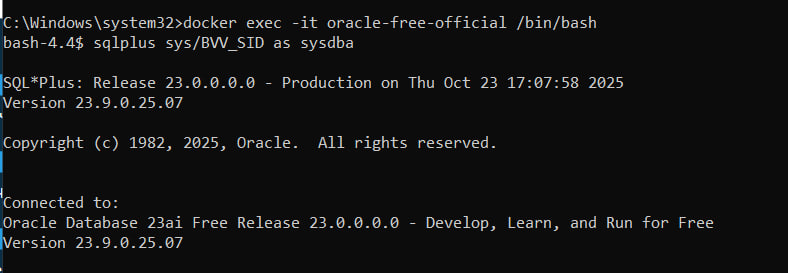 C:\Windows\system32>docker exec -it oracle-free-official /bin/bash
bash-4.4$ sqlplus sys/BVV_SID as sysdba
SQL*Plus: Release 23.0.0.0.0 - Production on Thu Oct 23 17:07:58 2025
Version 23.9.0.25.07
Copyright (c) 1982, 2025, Oracle.  All rights reserved.
Connected to:
Oracle Database 23ai Free Release 23.0.0.0.0 - Develop, Learn, and Run for Free
Version 23.9.0.25.07